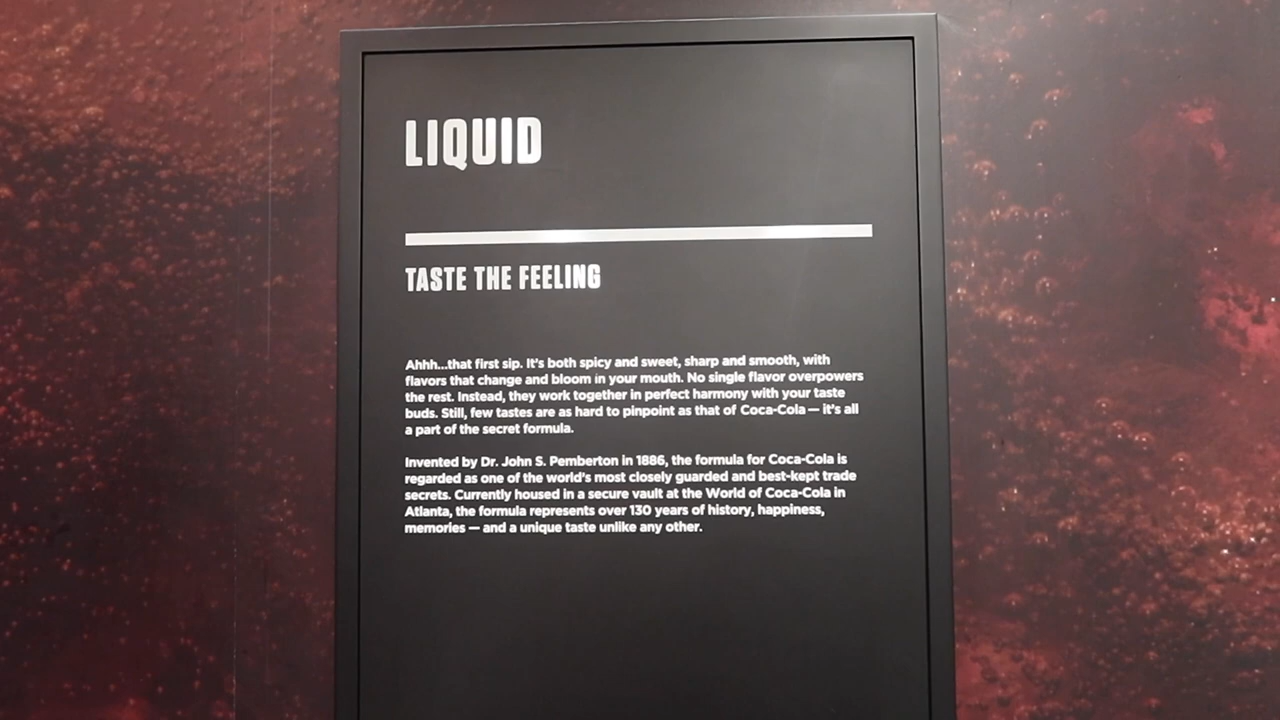 LIQUID
TASTE THE FEELING
Ahhh...that first sip. It's both spicy and sweet, sharp and smooth, with
flavors that change and bloom in your mouth. No single flavor overpowers
the rest. Instead, they work together in perfect harmony with your taste
buds. Still, few tastes are as hard to pinpoint as that of Coca-Cola — it's all
a part of the secret formula.
Invented by Dr. John S. Pemberton in 1886, the formula for Coca-Cola is
regarded as one of the world's most closely guarded and best-kept trade
secrets. Currently housed in a secure vault at the World of Coca-Cola in
Atlanta, the formula represents over 130 years of history, happiness,
memories — and a unique taste unlike any other.